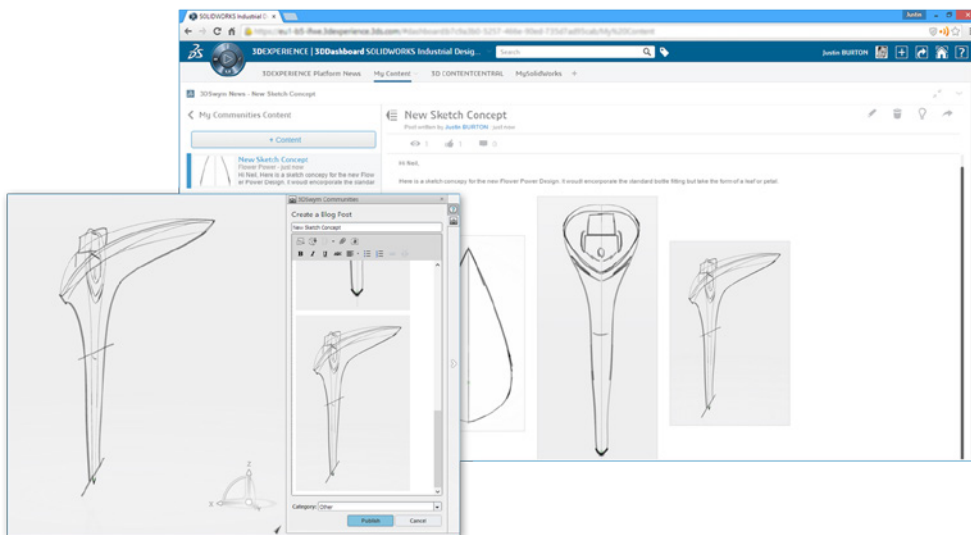 SOLIDWORKS Industrial D
Justin
3DEXPERIENCE | 3DDashboard SOLIDWORKS Industrial Desig...
Search
Justin BURTON
3DEXPERIENCE Platform News
My Content
3D CONTENTCENTRAL
MySolidWorks
3DSwym News - New Sketch Concept
My Communities Content
+ Content
New Sketch Concept
Flower Power - just now
Hi Neil, Here is a sketch concepy for the new Flow
er Power Design. It would encorporate the standar
New Sketch Concept
Post written by Justin BURTON - just now
1
1
0
Hi Neil,
Here is a sketch concepy for the new Flower Power Design. It would encorporate the standard bottle fitting but take the form of a leaf or petal.
3DSwym Communities
Create a Blog Post
New Sketch Concept
B I U ABC
Z
X
Category: Other
Publish
Cancel